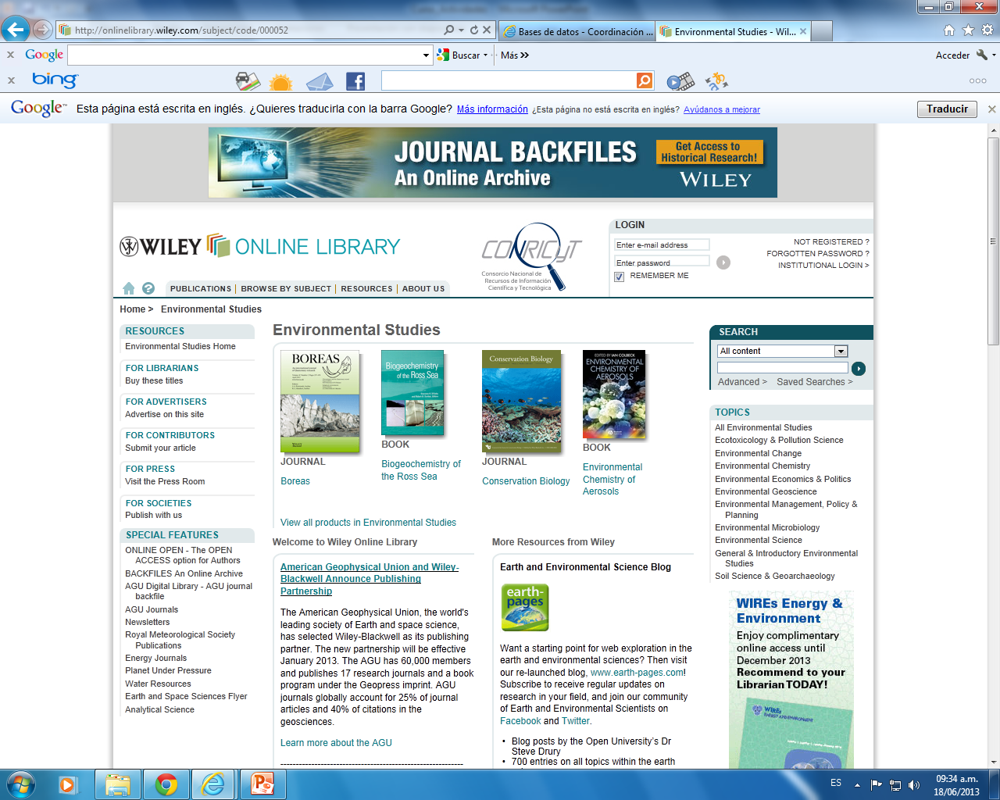 http://onlinelibrary.wiley.com/subject/code/000052
Bases de datos - Coordinación ...
Environmental Studies - Wil...
x Google Buscar Más >> Acceder
x bing
Google™ Esta página está escrita en inglés. ¿Quieres traducirla con la barra Google? Más información ¿Esta página no está escrita en inglés? Ayúdanos a mejorar Traducir
JOURNAL BACKFILES
An Online Archive
Get Access to
Historical Research!
WILEY
WILEY ONLINE LIBRARY
CONRICYT
Consorcio Nacional de
Recursos de Información
Científica y Tecnológica
LOGIN
Enter e-mail address
Enter password
REMEMBER ME
NOT REGISTERED ?
FORGOTTEN PASSWORD ?
INSTITUTIONAL LOGIN >
PUBLICATIONS | BROWSE BY SUBJECT | RESOURCES | ABOUT US
Home > Environmental Studies
RESOURCES
Environmental Studies Home
FOR LIBRARIANS
Buy these titles
FOR ADVERTISERS
Advertise on this site
FOR CONTRIBUTORS
Submit your article
FOR PRESS
Visit the Press Room
FOR SOCIETIES
Publish with us
SPECIAL FEATURES
ONLINE OPEN - The OPEN
ACCESS option for Authors
BACKFILES An Online Archive
AGU Digital Library - AGU journal
backfile
AGU Journals
Newsletters
Royal Meteorological Society
Publications
Energy Journals
Planet Under Pressure
Water Resources
Earth and Space Sciences Flyer
Analytical Science
Environmental Studies
BOREAS
JOURNAL
Boreas
Biogeochemistry
of the Ross Sea
BOOK
Biogeochemistry of
the Ross Sea
Conservation Biology
JOURNAL
Conservation Biology
EDITED BY IAN COLBECK
ENVIRONMENTAL
CHEMISTRY OF
AEROSOLS
BOOK
Environmental
Chemistry of
Aerosols
View all products in Environmental Studies
Welcome to Wiley Online Library
American Geophysical Union and Wiley-
Blackwell Announce Publishing
Partnership
The American Geophysical Union, the world's
leading society of Earth and space science,
has selected Wiley-Blackwell as its publishing
partner. The new partnership will be effective
January 2013. The AGU has 60,000 members
and publishes 17 research journals and a book
program under the Geopress imprint. AGU
journals globally account for 25% of journal
articles and 40% of citations in the
geosciences.
Learn more about the AGU
------------------------------------------------------------
More Resources from Wiley
Earth and Environmental Science Blog
earth-
pages
Want a starting point for web exploration in the
earth and environmental sciences? Then visit
our re-launched blog, www.earth-pages.com!
Subscribe to receive regular updates on
research in your field, and join our community
of Earth and Environmental Scientists on
Facebook and Twitter.
• Blog posts by the Open University's Dr
Steve Drury
• 700 entries on all topics within the earth
SEARCH
All content
Advanced > Saved Searches >
TOPICS
All Environmental Studies
Ecotoxicology & Pollution Science
Environmental Change
Environmental Chemistry
Environmental Economics & Politics
Environmental Geoscience
Environmental Management, Policy &
Planning
Environmental Microbiology
Environmental Science
General & Introductory Environmental
Studies
Soil Science & Geoarchaeology
WIREs Energy &
Environment
Enjoy complimentary
online access until
December 2013
Recommend to your
Librarian TODAY!
WIREs
ENERGY AND ENVIRONMENT
ES
09:34 a.m.
18/06/2013